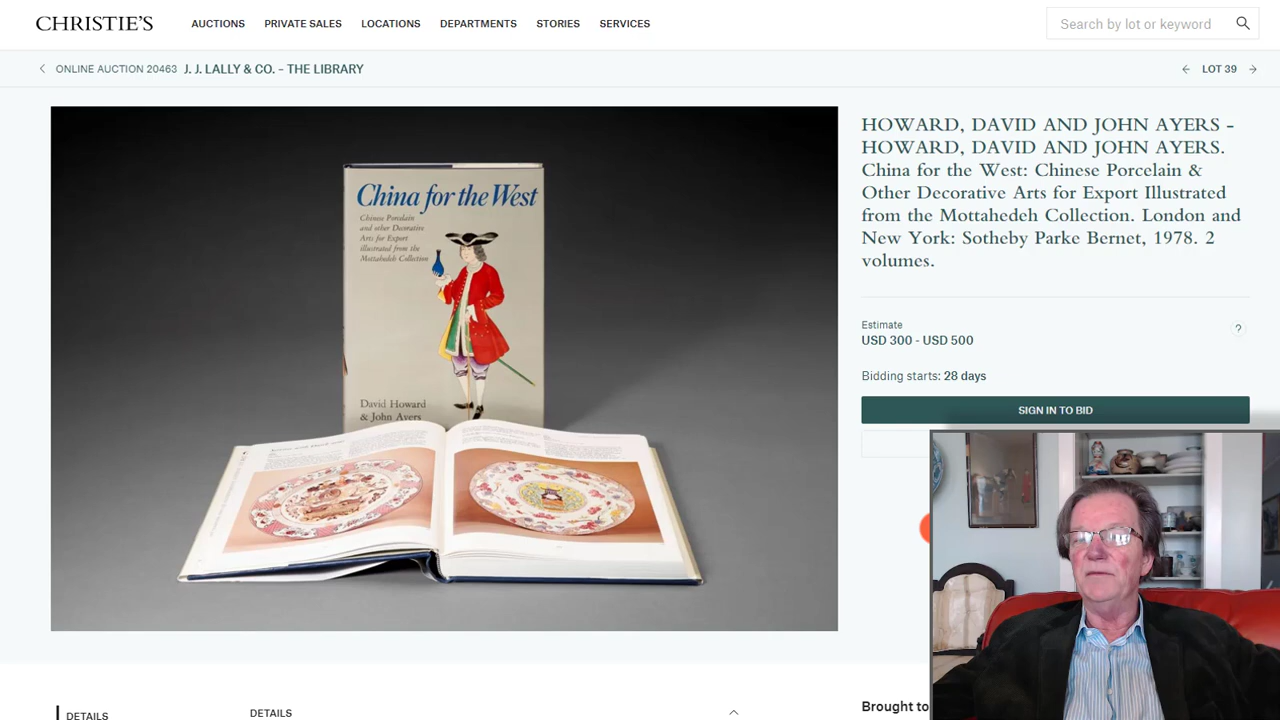 CHRISTIE'S
AUCTIONS PRIVATE SALES LOCATIONS DEPARTMENTS STORIES SERVICES
Search by lot or keyword
ONLINE AUCTION 20463 J. J. LALLY & CO. – THE LIBRARY
LOT 39
China for the West
Chinese Porcelain
and other Decorative
Arts for Export
illustrated from the
Mottahedeh Collection
David Howard
& John Ayers
HOWARD, DAVID AND JOHN AYERS -
HOWARD, DAVID AND JOHN AYERS.
China for the West: Chinese Porcelain &
Other Decorative Arts for Export Illustrated
from the Mottahedeh Collection. London and
New York: Sotheby Parke Bernet, 1978. 2
volumes.
Estimate
?
USD 300 - USD 500
Bidding starts: 28 days
SIGN IN TO BID
DETAILS
DETAILS
Brought to